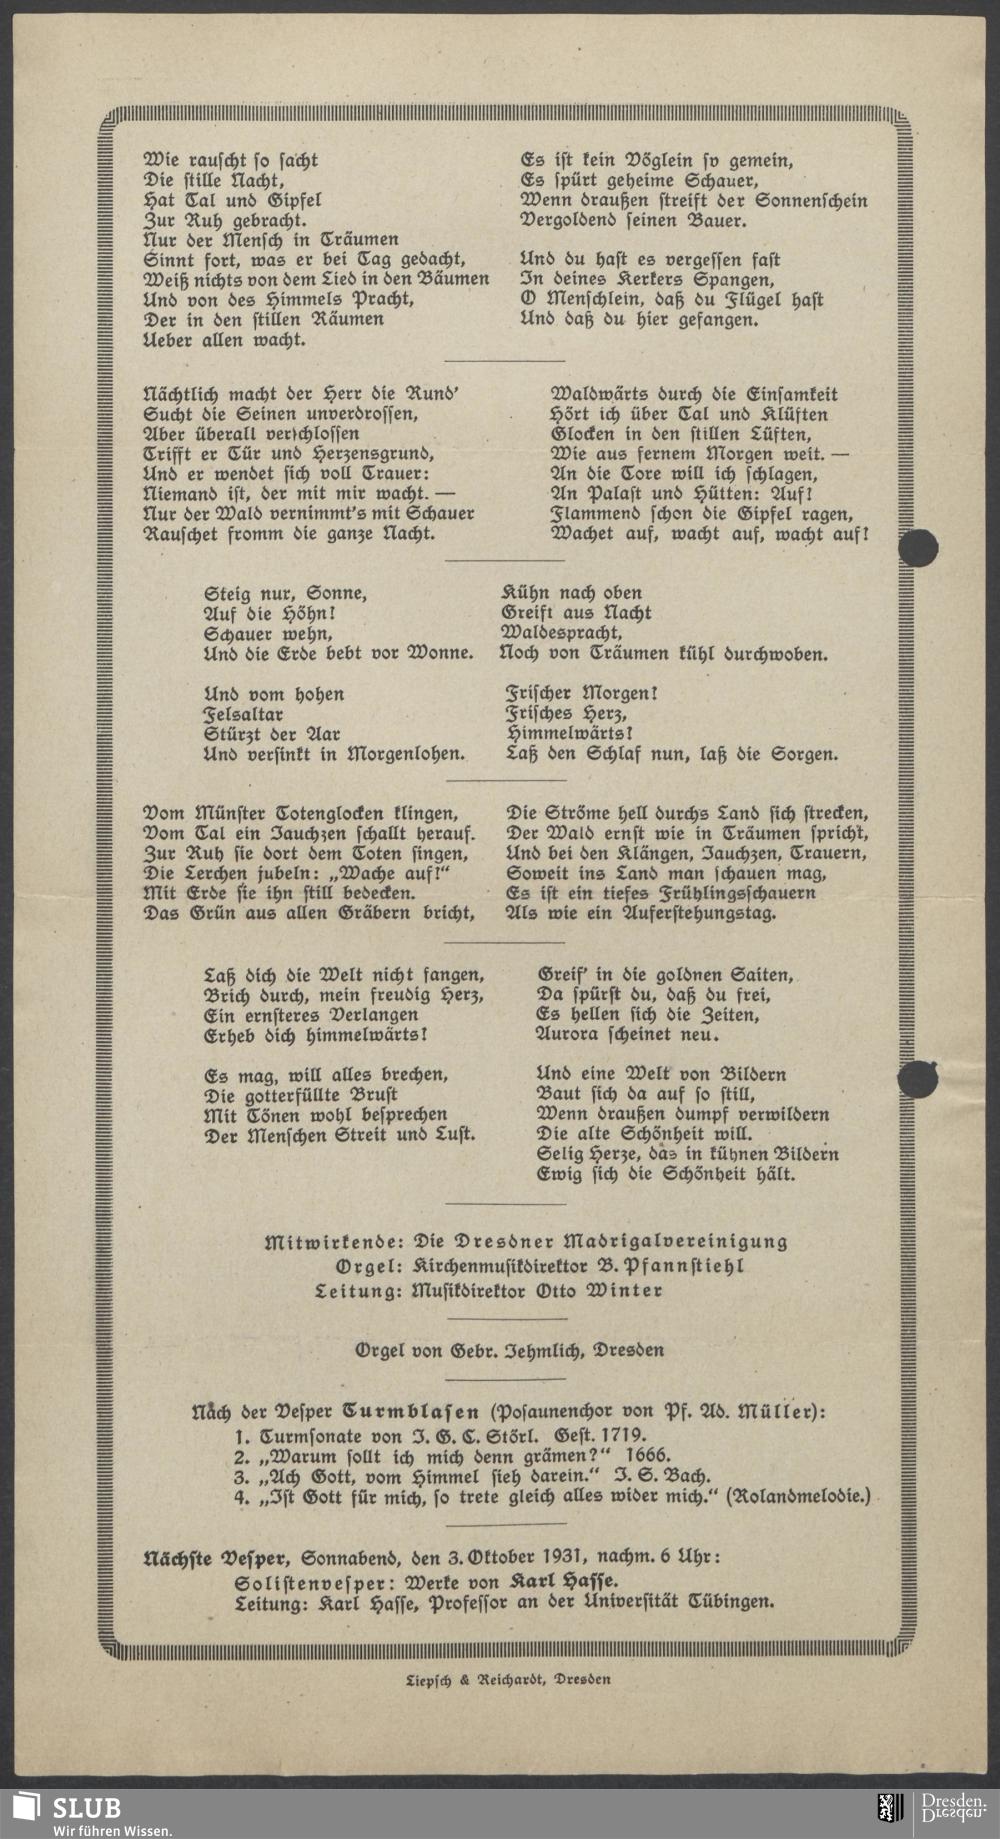 Wie rauscht so sacht
Die stille Nacht,
Hat Tal und Gipfel
Zur Ruh gebracht.
Nur der Mensch in Träumen
Sinnt fort, was er bei Tag gedacht,
Weiß nichts von dem Lied in den Bäumen
Und von des Himmels Pracht,
Der in den stillen Räumen
Ueber allen wacht.
Es ist kein Vöglein so gemein,
Es spürt geheime Schauer,
Wenn draußen streift der Sonnenschein
Vergoldend seinen Bauer.
Und du hast es vergessen fast
In deines Kerkers Spangen,
O Menschlein, daß du Flügel hast
Und daß du hier gefangen.
Nächtlich macht der Herr die Rund'
Sucht die Seinen unverdrossen,
Aber überall verschlossen
Trifft er Tür und Herzensgrund,
Und er wendet sich voll Trauer:
Niemand ist, der mit mir wacht. —
Nur der Wald vernimmt's mit Schauer
Rauschet fromm die ganze Nacht.
Waldwärts durch die Einsamkeit
Hört ich über Tal und Klüften
Glocken in den stillen Lüften,
Wie aus fernem Morgen weit. —
An die Tore will ich schlagen,
An Palast und Hütten: Auf!
Flammend schon die Gipfel ragen,
Wachet auf, wacht auf, wacht auf!
Steig nur, Sonne,
Auf die Höhn!
Schauer wehn,
Und die Erde bebt vor Wonne.
Kühn nach oben
Greift aus Nacht
Waldespracht,
Noch von Träumen kühl durchwoben.
Und vom hohen
Felsaltar
Stürzt der Aar
Und versinkt in Morgenlohen.
Frischer Morgen!
Frisches Herz,
Himmelwärts!
Laß den Schlaf nun, laß die Sorgen.
Vom Münster Totenglocken klingen,
Vom Tal ein Jauchzen schallt herauf.
Zur Ruh sie dort dem Toten singen,
Die Lerchen jubeln: „Wache auf!“
Mit Erde sie ihn still bedecken.
Das Grün aus allen Gräbern bricht,
Die Ströme hell durchs Land sich strecken,
Der Wald ernst wie in Träumen spricht,
Und bei den Klängen, Jauchzen, Trauern,
Soweit ins Land man schauen mag,
Es ist ein tiefes Frühlingsschauern
Als wie ein Auferstehungstag.
Laß dich die Welt nicht fangen,
Brich durch, mein freudig Herz,
Ein ernsteres Verlangen
Erheb dich himmelwärts!
Greif' in die goldnen Saiten,
Da spürst du, daß du frei,
Es hellen sich die Zeiten,
Aurora scheinet neu.
Es mag, will alles brechen,
Die gotterfüllte Brust
Mit Tönen wohl besprechen
Der Menschen Streit und Lust.
Und eine Welt von Bildern
Baut sich da auf so still,
Wenn draußen dumpf verwildern
Die alte Schönheit will.
Selig Herze, das in kühnen Bildern
Ewig sich die Schönheit hält.
Mitwirkende: Die Dresdner Madrigalvereinigung
Orgel: Kirchenmusikdirektor B. Pfannstiehl
Leitung: Musikdirektor Otto Winter
Orgel von Gebr. Jehmlich, Dresden
Nach der Vesper Turmblasen (Posaunenchor von Pf. Ad. Müller):
1. Turmsonate von J. G. C. Störl. Gest. 1719.
2. „Warum sollt ich mich denn grämen?“ 1666.
3. „Ach Gott, vom Himmel sieh darein.“ J. S. Bach.
4. „Ist Gott für mich, so trete gleich alles wider mich.“ (Rolandmelodie.)
Nächste Vesper, Sonnabend, den 3. Oktober 1931, nachm. 6 Uhr:
Solistenvesper: Werke von Karl Hasse.
Leitung: Karl Hasse, Professor an der Universität Tübingen.
Liepsch & Reichardt, Dresden
SLUB
Wir führen Wissen.
Dresden.
Dresden.